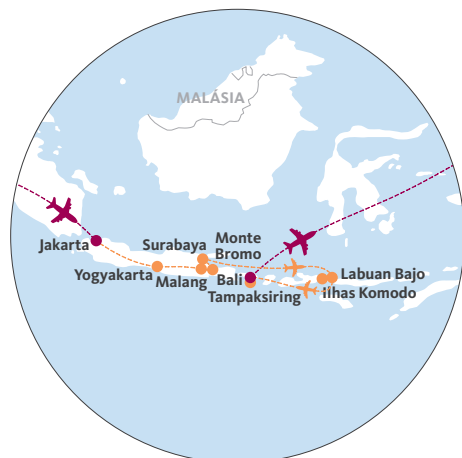 MALÁSIA
Jakarta
Surabaya
Monte
Bromo
Yogyakarta
Malang
Bali
Tampaksiring
Labuan Bajo
ilhas Komodo